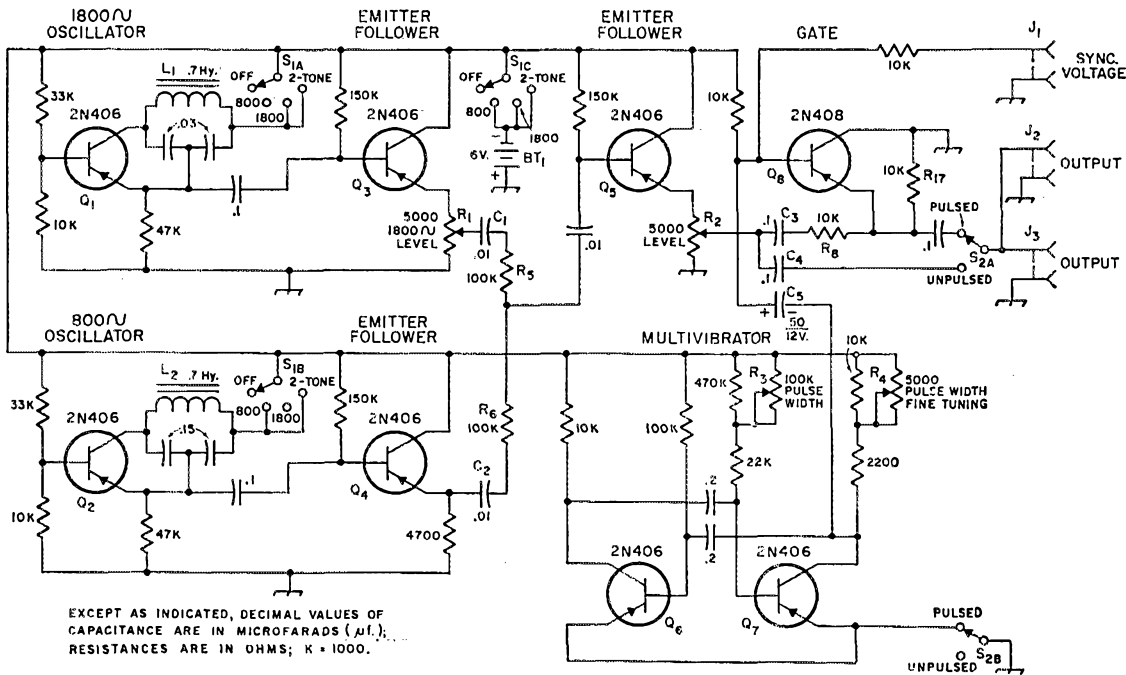 1800~ OSCILLATOR
EMITTER FOLLOWER
EMITTER FOLLOWER
GATE
J1
SYNC. VOLTAGE
10K
33K
L1 .7 Hy.
OFF
S1A
2-TONE
800
1800
.03
2N406
Q1
10K
47K
.1
150K
2N406
Q3
5000
1800~
LEVEL
R1
C1
.01
100K
R5
OFF
S1C
2-TONE
800
1800
6V.
-
+
BT1
150K
2N406
Q5
.01
5000
LEVEL
R2
10K
2N408
Q8
10K
R17
.1
C3
10K
R8
C4
.1
.1
PULSED
S2A
UNPULSED
C5
+
-
50
12V.
J2
OUTPUT
J3
OUTPUT
800~
OSCILLATOR
EMITTER
FOLLOWER
MULTIVIBRATOR
33K
L2 .7 Hy.
OFF
S1B
2-TONE
800
1800
.15
2N406
Q2
10K
47K
.1
150K
2N406
Q4
4700
R6
100K
C2
.01
10K
100K
470K
R3
100K
PULSE
WIDTH
22K
10K
R4
5000
PULSE WIDTH
FINE TUNING
2200
.2
.2
2N406
Q6
2N406
Q7
PULSED
S2B
UNPULSED
EXCEPT AS INDICATED, DECIMAL VALUES OF
CAPACITANCE ARE IN MICROFARADS (μf.);
RESISTANCES ARE IN OHMS; K = 1000.